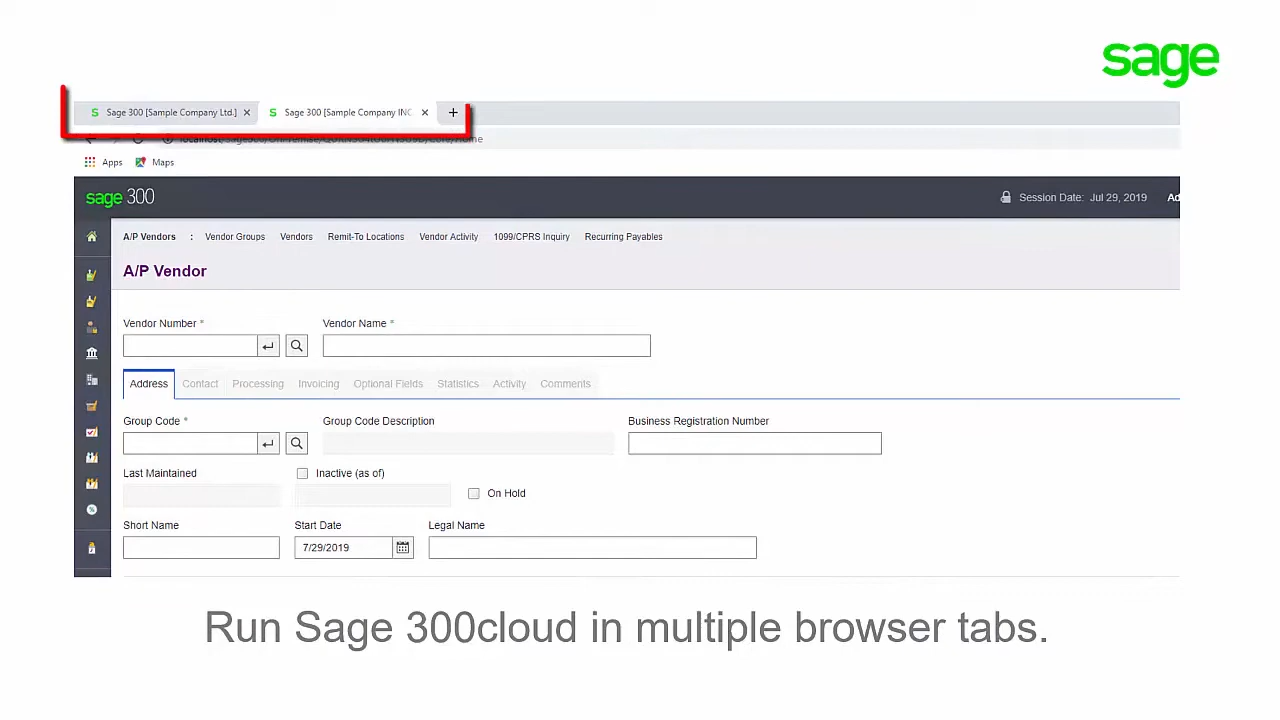 sage
Sage 300 [Sample Company Ltd.] Sage 300 [Sample Company INC
Apps Maps
sage 300 Session Date: Jul 29, 2019 Ad
A/P Vendors : Vendor Groups Vendors Remit-To Locations Vendor Activity 1099/CPRS Inquiry Recurring Payables
A/P Vendor
Vendor Number * Vendor Name *
Address Contact Processing Invoicing Optional Fields Statistics Activity Comments
Group Code * Group Code Description Business Registration Number
Last Maintained Inactive (as of)
On Hold
Short Name Start Date Legal Name
7/29/2019
Run Sage 300cloud in multiple browser tabs.